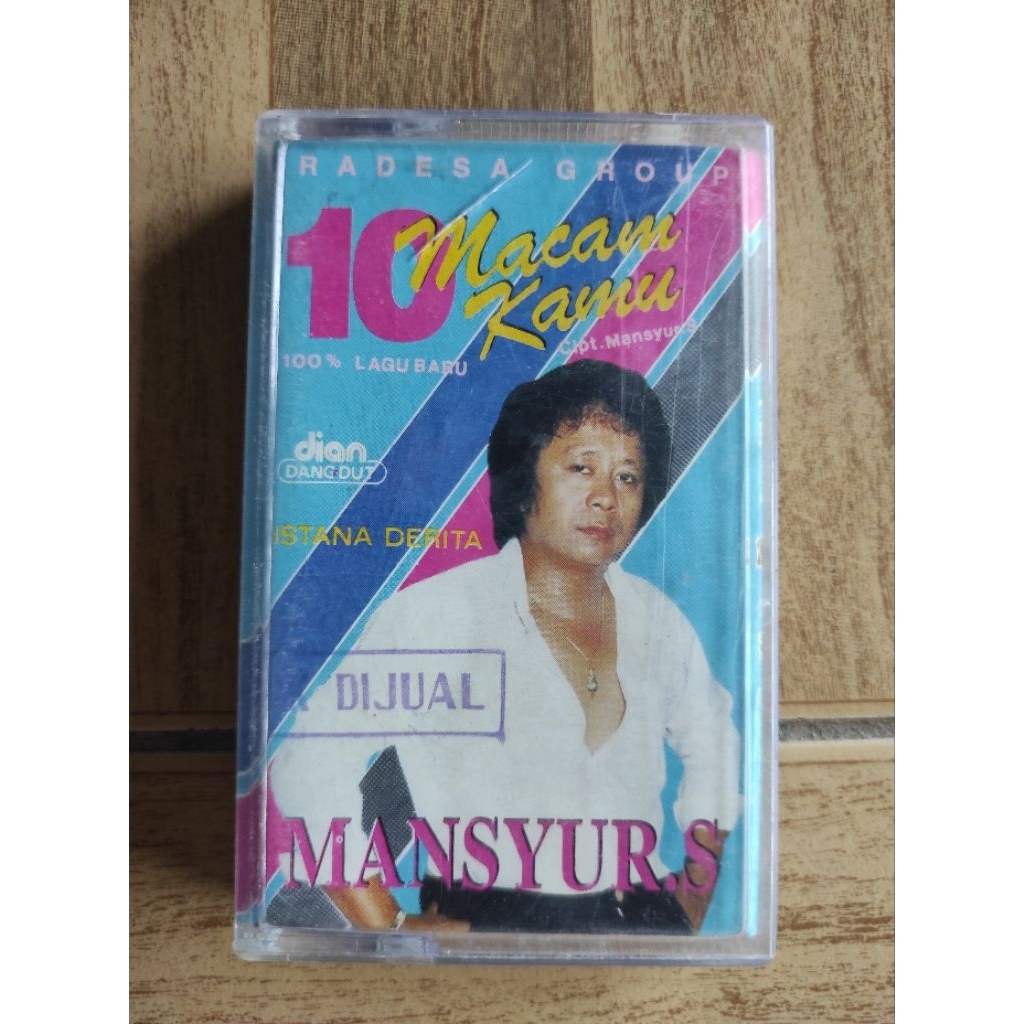 RADESA GROUP
10 Macam
Kamu
Cipt. Mansyur.S
100% LAGU BARU
dian
DANGDUT
ISTANA DERITA
DIJUAL
MANSYUR.S